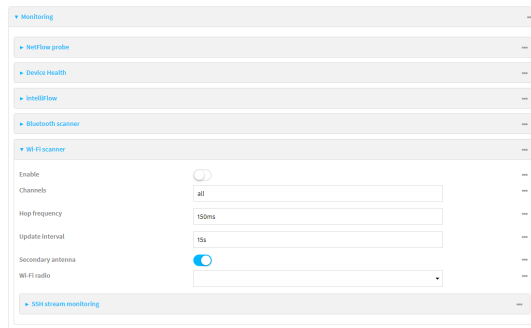 Monitoring
NetFlow probe
Device Health
intelliFlow
Bluetooth scanner
Wi-Fi scanner
Enable
Channels
all
Hop frequency
150ms
Update interval
15s
Secondary antenna
Wi-Fi radio
SSH stream monitoring